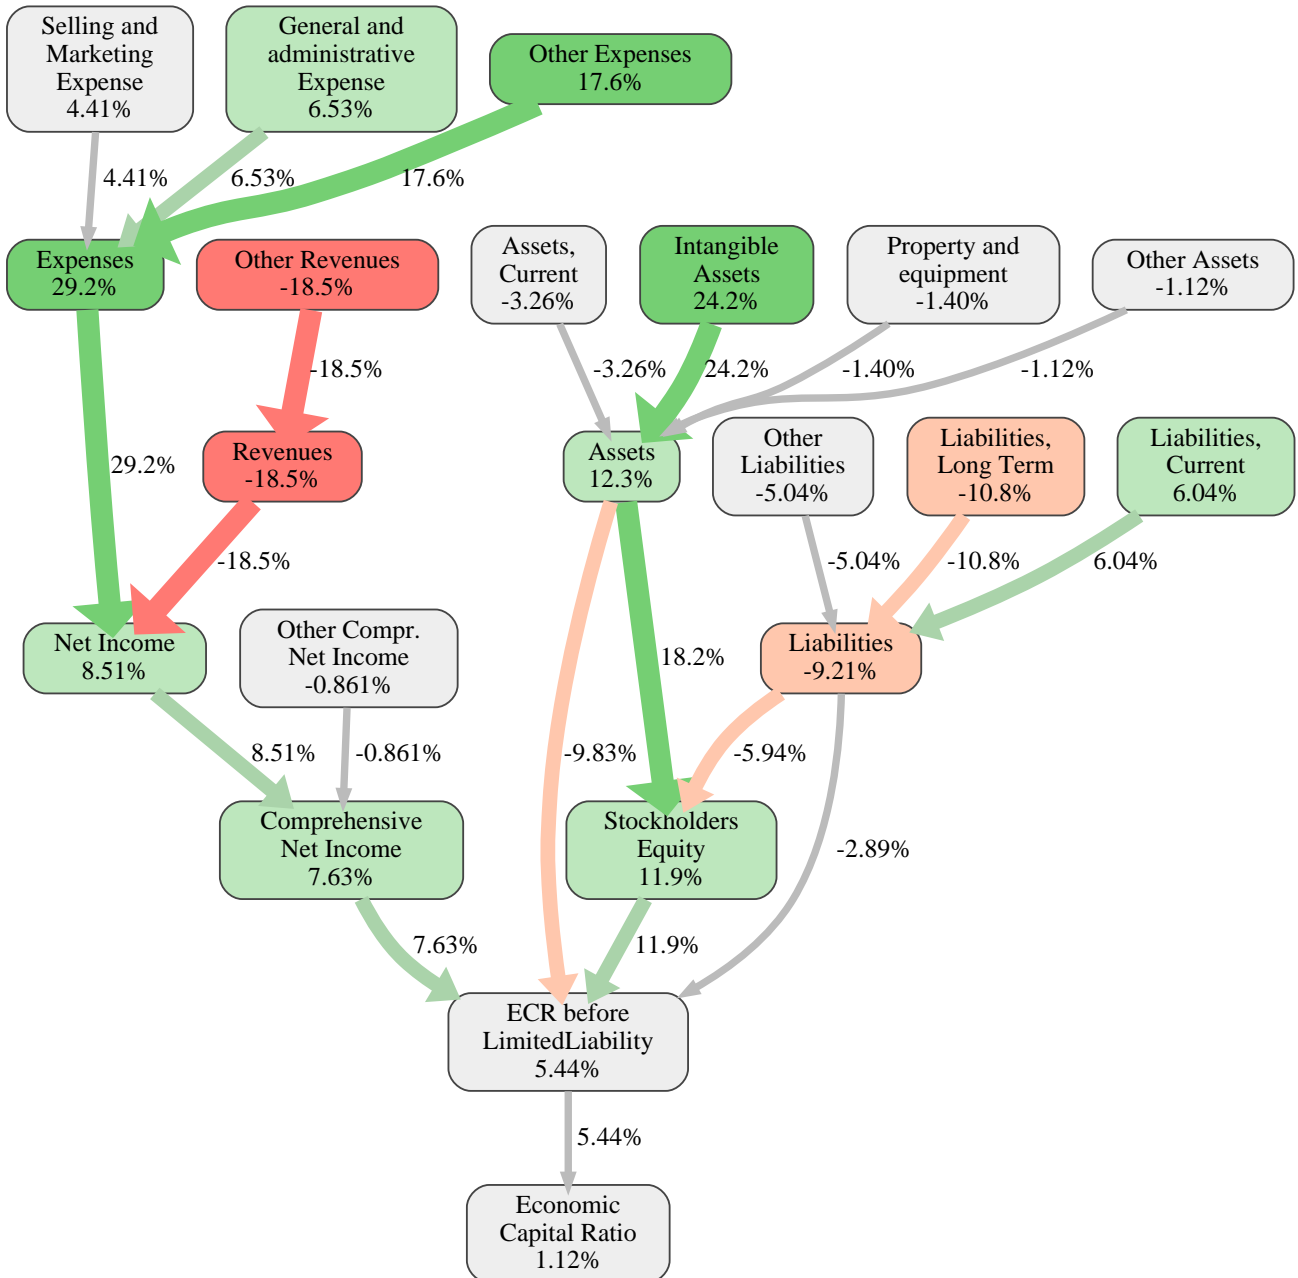 Selling and
Marketing
Expense
4.41%
General and
administrative
Expense
6.53%
Other Expenses
17.6%
4.41%
6.53%
17.6%
Expenses
29.2%
Other Revenues
-18.5%
Assets,
Current
-3.26%
Intangible
Assets
24.2%
Property and
equipment
-1.40%
Other Assets
-1.12%
-18.5%
-3.26%
24.2%
-1.40%
-1.12%
29.2%
Revenues
-18.5%
Assets
12.3%
Other
Liabilities
-5.04%
Liabilities,
Long Term
-10.8%
Liabilities,
Current
6.04%
-18.5%
-5.04%
-10.8%
6.04%
Net Income
8.51%
Other Compr.
Net Income
-0.861%
18.2%
Liabilities
-9.21%
8.51%
-0.861%
-9.83%
-5.94%
Comprehensive
Net Income
7.63%
Stockholders
Equity
11.9%
-2.89%
7.63%
11.9%
ECR before
LimitedLiability
5.44%
5.44%
Economic
Capital Ratio
1.12%